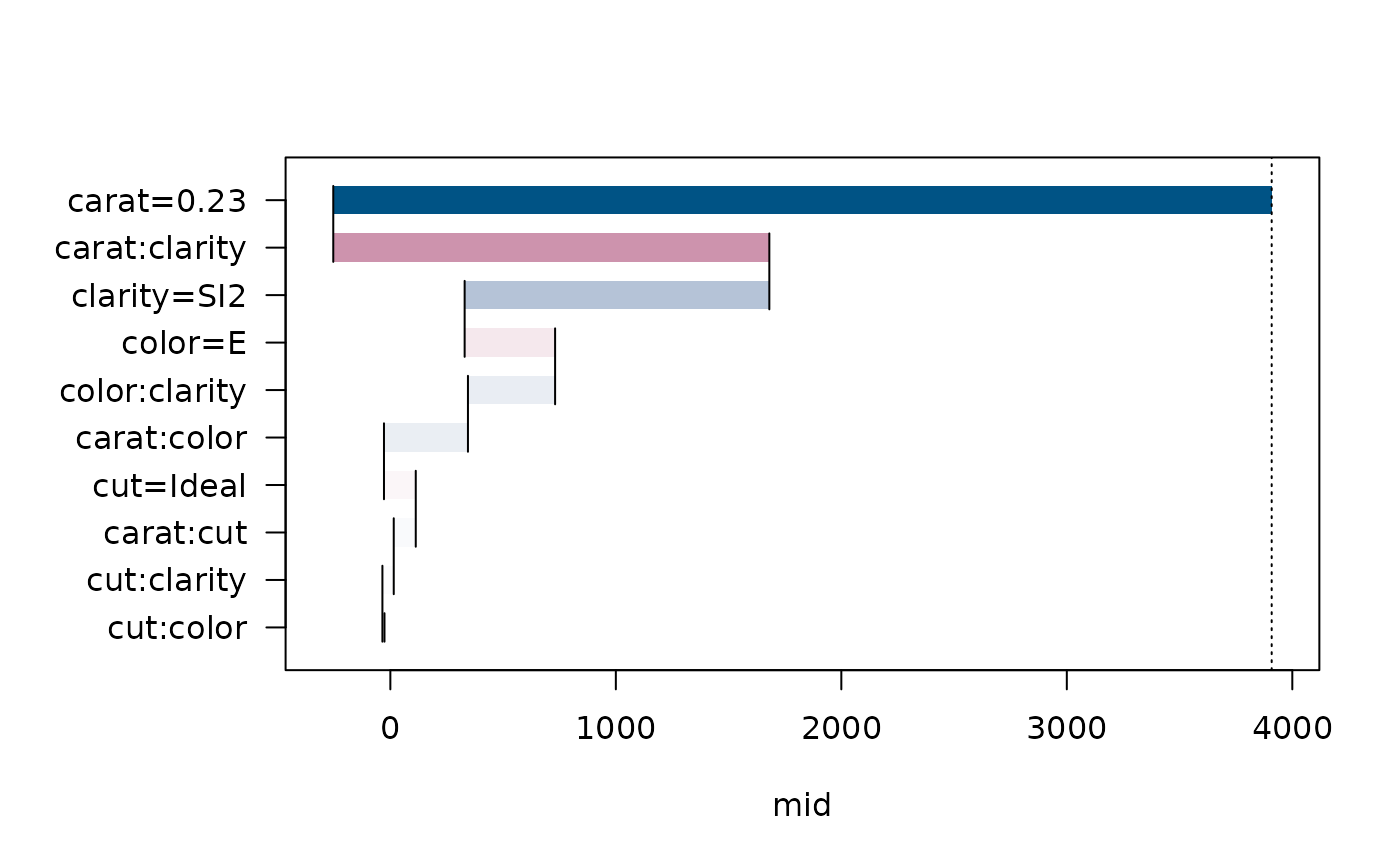 carat=0.23
carat:clarity
clarity=SI2
color=E
color:clarity
carat:color
cut=Ideal
carat:cut
cut:clarity
cut:color
0 1000 2000 3000 4000
mid